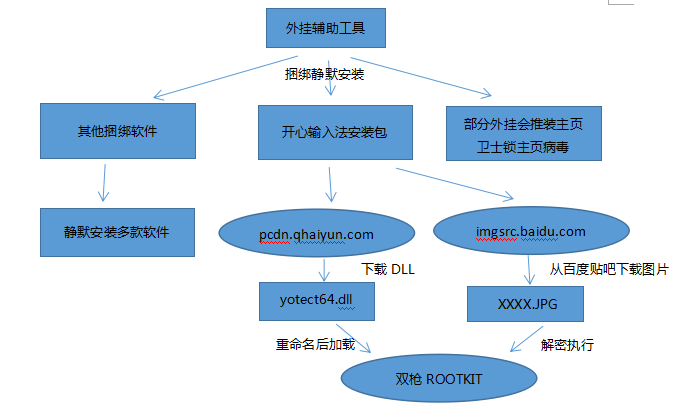 外挂辅助工具
捆绑静默安装
其他捆绑软件
开心输入法安装包
部分外挂会推装主页
卫士锁主页病毒
静默安装多款软件
pcdn.qhaiyun.com
imgsrc.baidu.com
下载 DLL
从百度贴吧下载图片
yotect64.dll
XXXX.JPG
重命名后加载
解密执行
双枪 ROOTKIT